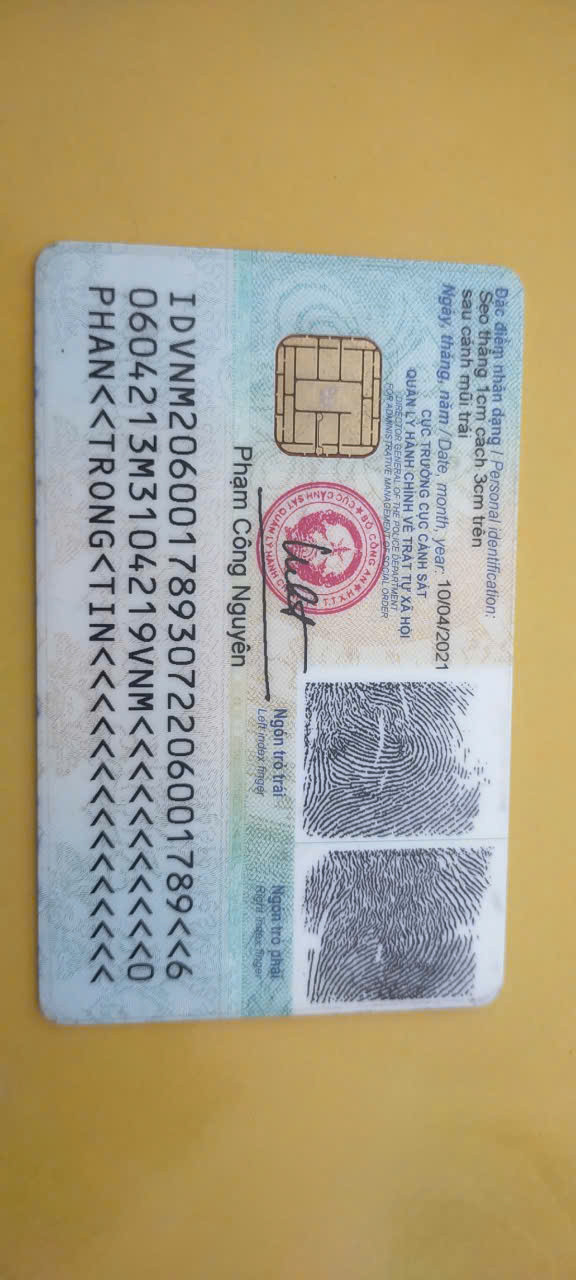 Đặc điểm nhân dạng / Personal identification:
Sẹo thẳng 1cm cách 3cm trên
sau cánh mũi trái
Ngày, tháng, năm / Date, month, year: 10/04/2021
CỤC TRƯỞNG CỤC CẢNH SÁT
QUẢN LÝ HÀNH CHÍNH VỀ TRẬT TỰ XÃ HỘI
DIRECTOR GENERAL OF THE POLICE DEPARTMENT
FOR ADMINISTRATIVE MANAGEMENT OF SOCIAL ORDER
BỘ CÔNG AN
CỤC CẢNH SÁT QUẢN LÝ HÀNH
T.T.X.H
Phạm Công Nguyên
Ngón trỏ trái
Left index finger
Ngón trỏ phải
Right index finger
IDVNM2060017893072206001789<<6
0604213M3104219VNM<<<<<<<<<<<0
PHAN<<TRONG<TIN<<<<<<<<<<<<<<<